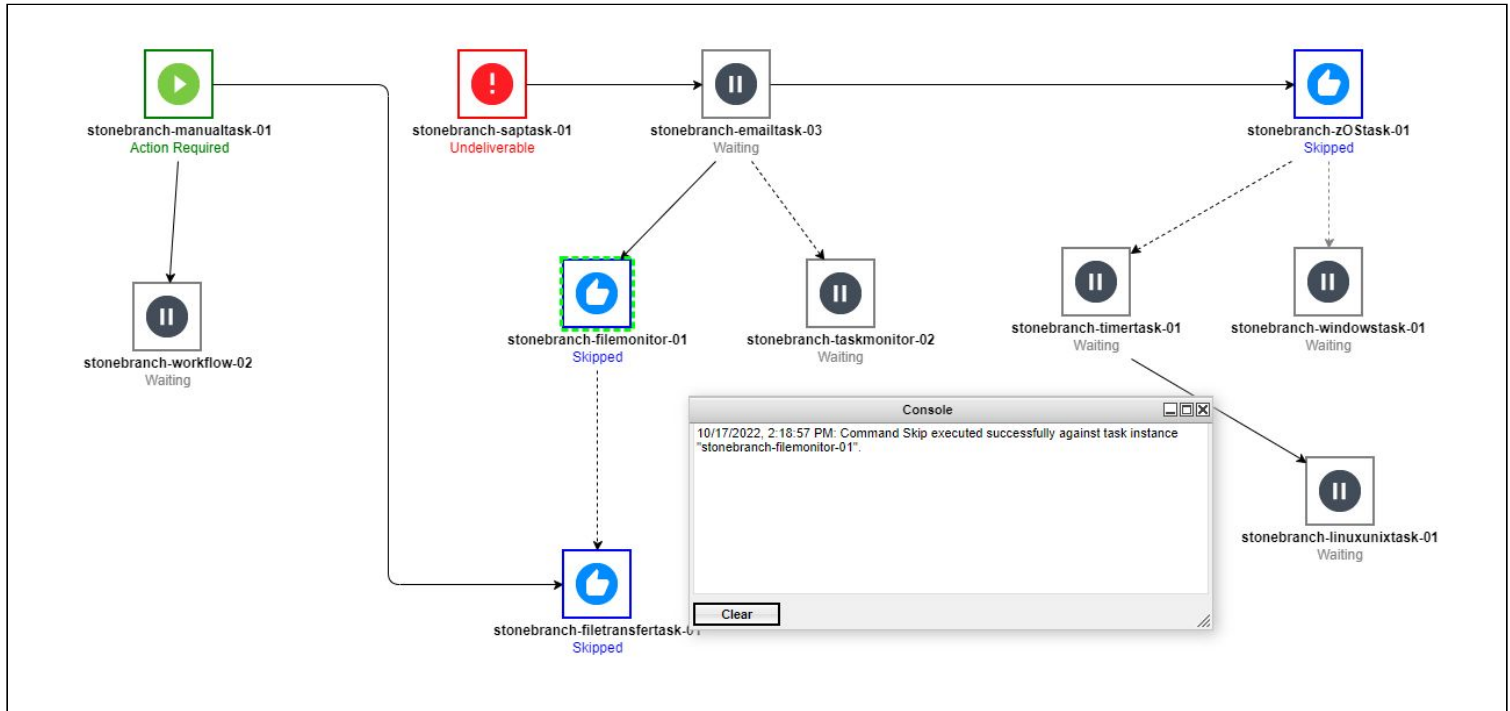 stonebranch-manualtask-01
Action Required
stonebranch-saptask-01
Undeliverable
stonebranch-emailtask-03
Waiting
stonebranch-zOStask-01
Skipped
stonebranch-workflow-02
Waiting
stonebranch-filemonitor-01
Skipped
stonebranch-taskmonitor-02
Waiting
stonebranch-timertask-01
Waiting
stonebranch-windowstask-01
Waiting
Console
10/17/2022, 2:18:57 PM: Command Skip executed successfully against task instance
"stonebranch-filemonitor-01".
Clear
stonebranch-linuxunixtask-01
Waiting
stonebranch-filetransfertask-01
Skipped